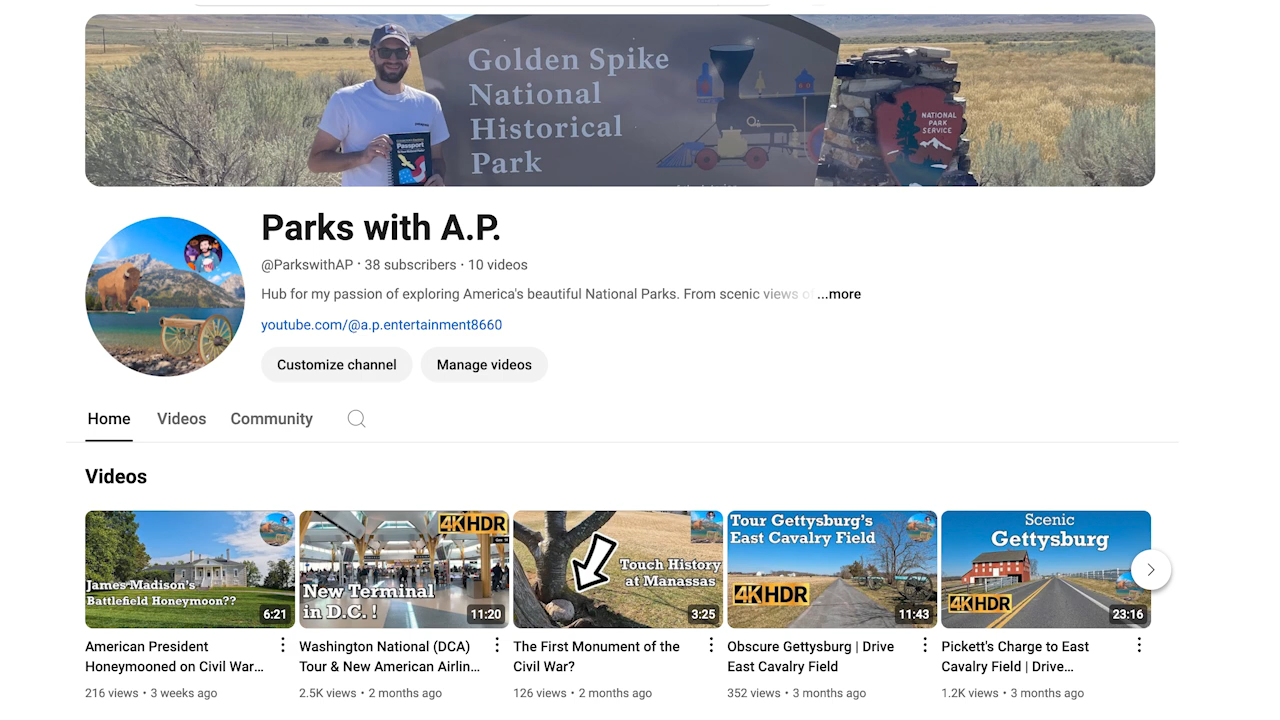 Golden Spike
National
Historical
Park
Passport
NATIONAL
PARK
SERVICE
Parks with A.P.
@ParkswithAP · 38 subscribers · 10 videos
Hub for my passion of exploring America's beautiful National Parks. From scenic views of ...more
youtube.com/@a.p.entertainment8660
Customize channel
Manage videos
Home
Videos
Community
Videos
James Madison's
Battlefield Honeymoon??
6:21
4K HDR
New Terminal
in D.C. !
11:20
Touch History
at Manassas
3:25
Tour Gettysburg's
East Cavalry Field
4K HDR
11:43
Scenic
Gettysburg
4K HDR
23:16
American President
Honeymooned on Civil War...
216 views • 3 weeks ago
Washington National (DCA)
Tour & New American Airlin...
2.5K views • 2 months ago
The First Monument of the
Civil War?
126 views • 2 months ago
Obscure Gettysburg | Drive
East Cavalry Field
352 views • 3 months ago
Pickett's Charge to East
Cavalry Field | Drive...
1.2K views • 3 months ago